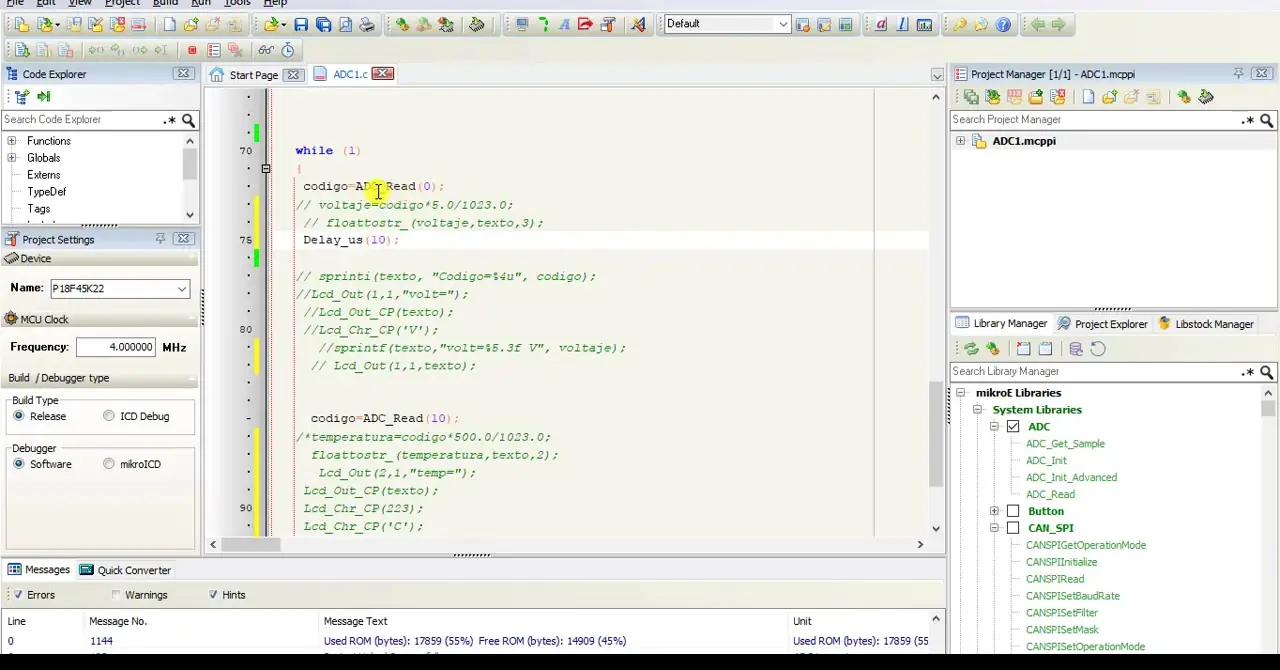 File Edit View Project Build Run Tools Help
Default
Code Explorer
Start Page
ADC1.c
Project Manager [1/1] - ADC1.mcppi
Search Code Explorer
Search Project Manager
Functions
Globals
Externs
TypeDef
Tags
ADC1.mcppi
70 while (1)
{
codigo=ADC_Read(0);
// voltaje=codigo*5.0/1023.0;
// floattostr_(voltaje,texto,3);
75 Delay_us(10);
// sprinti(texto, "Codigo=%4u", codigo);
//Lcd_Out(1,1,"volt=");
//Lcd_Out_CP(texto);
80 //Lcd_Chr_CP('V');
//sprintf(texto,"volt=%5.3f V", voltaje);
// Lcd_Out(1,1,texto);
codigo=ADC_Read(10);
/*temperatura=codigo*500.0/1023.0;
floattostr_(temperatura,texto,2);
Lcd_Out(2,1,"temp=");
Lcd_Out_CP(texto);
90 Lcd_Chr_CP(223);
Lcd_Chr_CP('C');
Project Settings
Device
Name: P18F45K22
MCU Clock
Frequency: 4.000000 MHz
Build / Debugger type
Build Type
Release ICD Debug
Debugger
Software mikroICD
Library Manager Project Explorer Libstock Manager
Search Library Manager
mikroE Libraries
System Libraries
ADC
ADC_Get_Sample
ADC_Init
ADC_Init_Advanced
ADC_Read
Button
CAN_SPI
CANSPIGetOperationMode
CANSPIInitialize
CANSPIRead
CANSPISetBaudRate
CANSPISetFilter
CANSPISetMask
CANSPISetOperationMode
Messages Quick Converter
Errors Warnings Hints
Line Message No. Message Text Unit
0 1144 Used ROM (bytes): 17859 (55%) Free ROM (bytes): 14909 (45%) Used ROM (bytes): 17859 (55